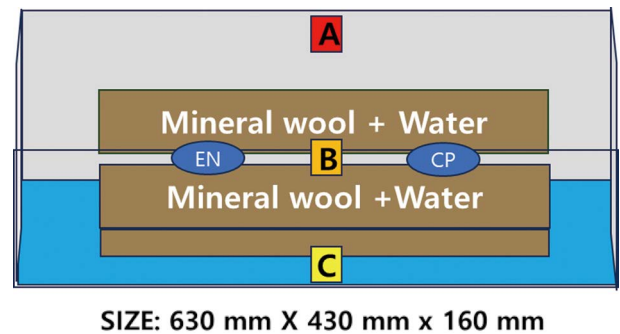 A
Mineral wool + Water
EN B CP
Mineral wool +Water
C
SIZE: 630 mm X 430 mm x 160 mm